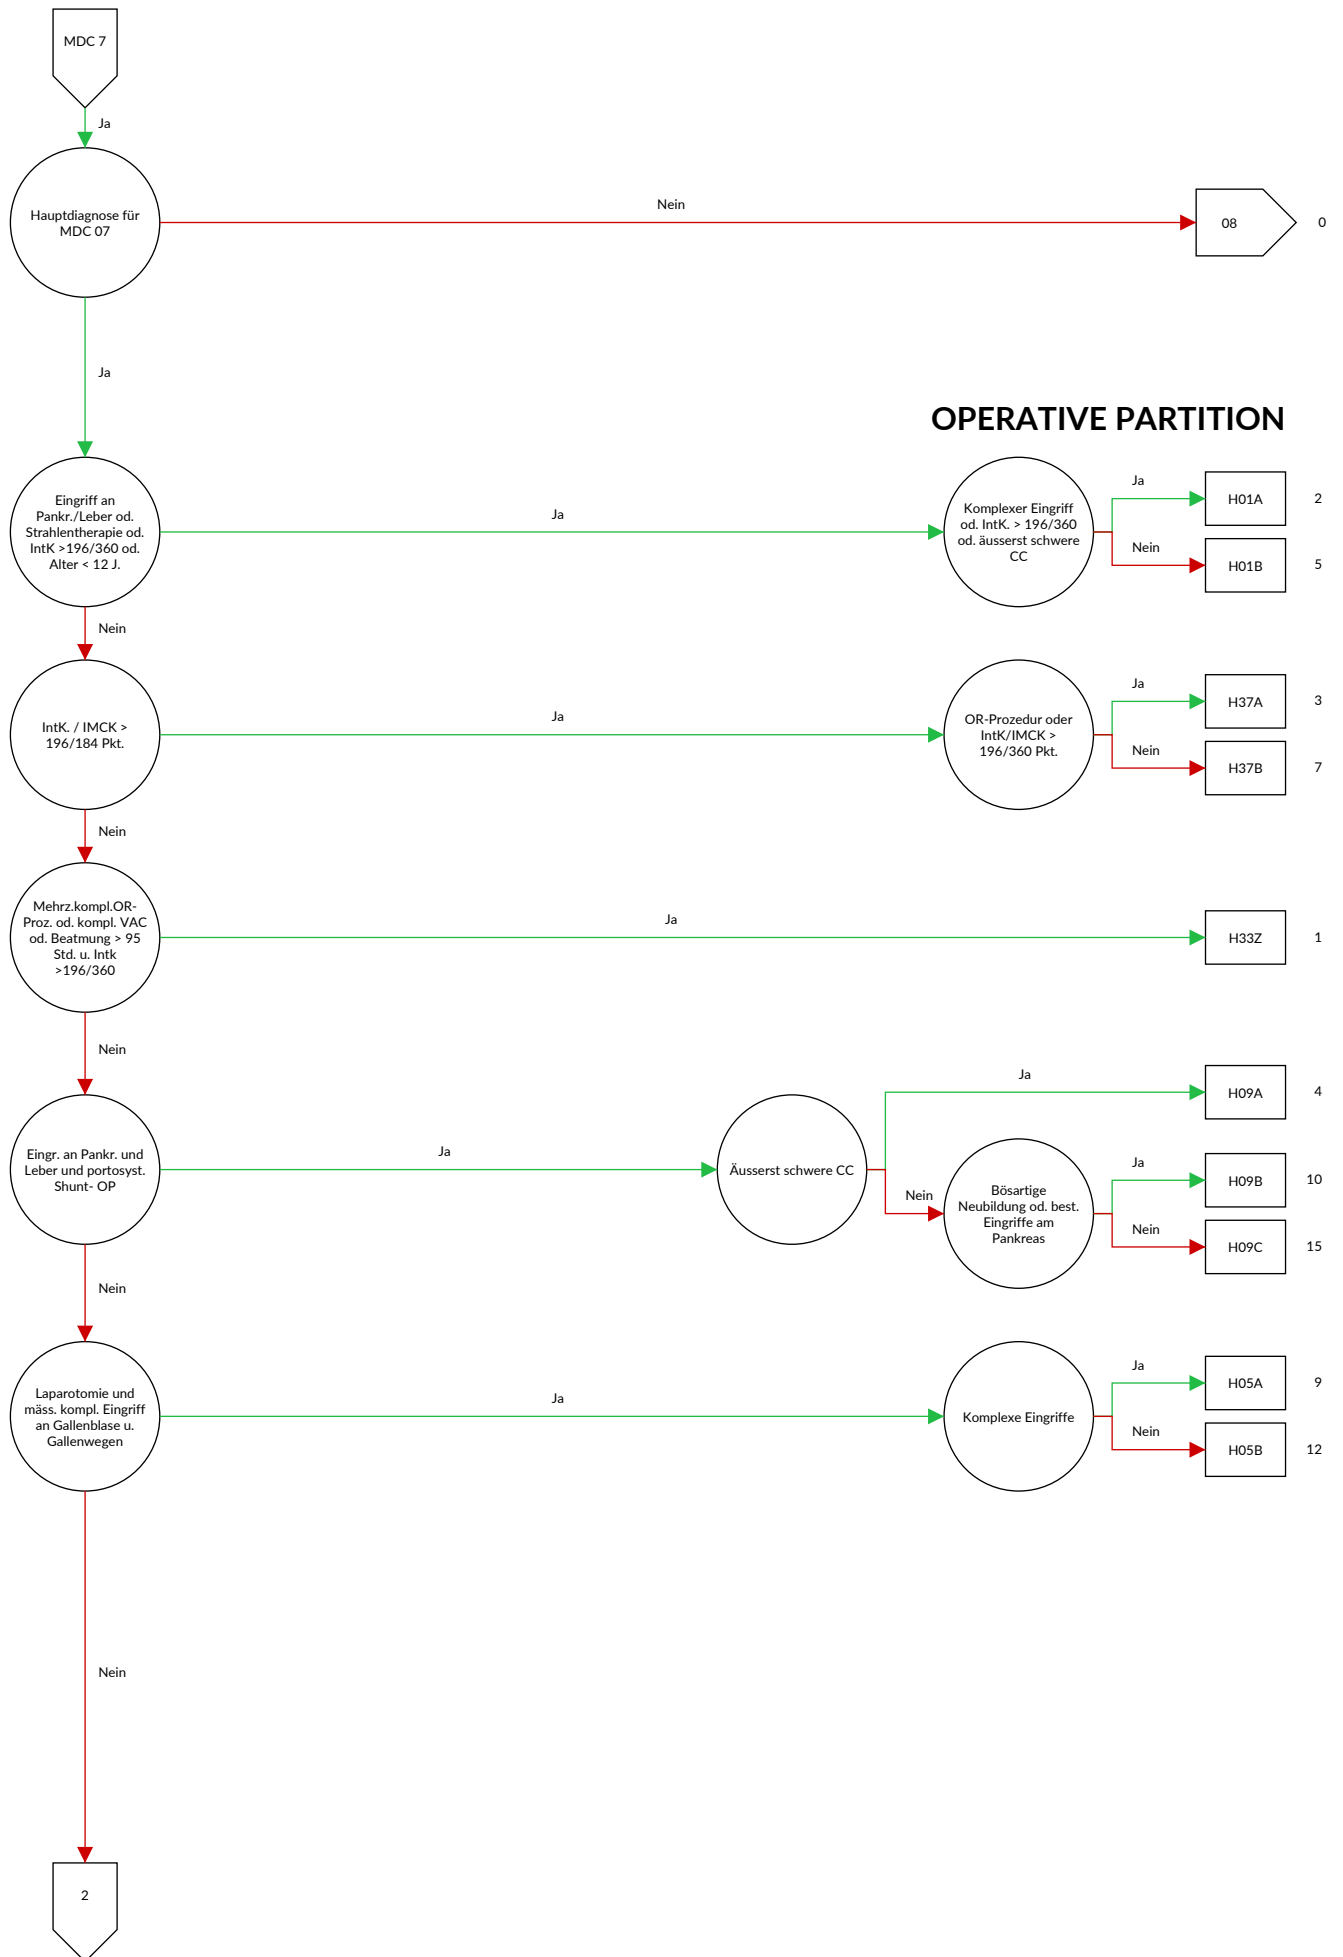 MDC 7
Ja
Hauptdiagnose für
MDC 07
Nein
08
0
Ja
OPERATIVE PARTITION
Eingriff an
Pankr./Leber od.
Strahlentherapie od.
IntK >196/360 od.
Alter < 12 J.
Ja
Komplexer Eingriff
od. IntK. > 196/360
od. äusserst schwere
CC
Ja
H01A
2
Nein
H01B
5
Nein
IntK. / IMCK >
196/184 Pkt.
Ja
OR-Prozedur oder
IntK/IMCK >
196/360 Pkt.
Ja
H37A
3
Nein
H37B
7
Nein
Mehrz.kompl.OR-
Proz. od. kompl. VAC
od. Beatmung > 95
Std. u. Intk
>196/360
Ja
H33Z
1
Nein
Eingr. an Pankr. und
Leber und portosyst.
Shunt- OP
Ja
Äusserst schwere CC
Ja
H09A
4
Nein
Bösartige
Neubildung od. best.
Eingriffe am
Pankreas
Ja
H09B
10
Nein
H09C
15
Nein
Laparotomie und
mäss. kompl. Eingriff
an Gallenblase u.
Gallenwegen
Ja
Komplexe Eingriffe
Ja
H05A
9
Nein
H05B
12
Nein
2